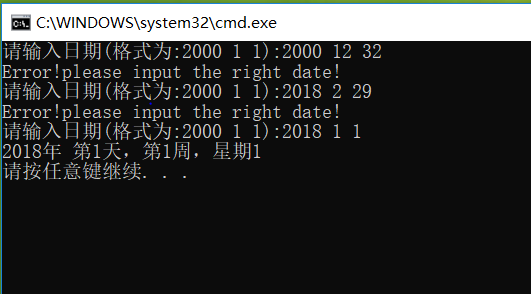 C:\WINDOWS\system32\cmd.exe
请输入日期(格式为:2000 1 1):2000 12 32
Error!please input the right date!
请输入日期(格式为:2000 1 1):2018 2 29
Error!please input the right date!
请输入日期(格式为:2000 1 1):2018 1 1
2018年 第1天，第1周，星期1
请按任意键继续. . .